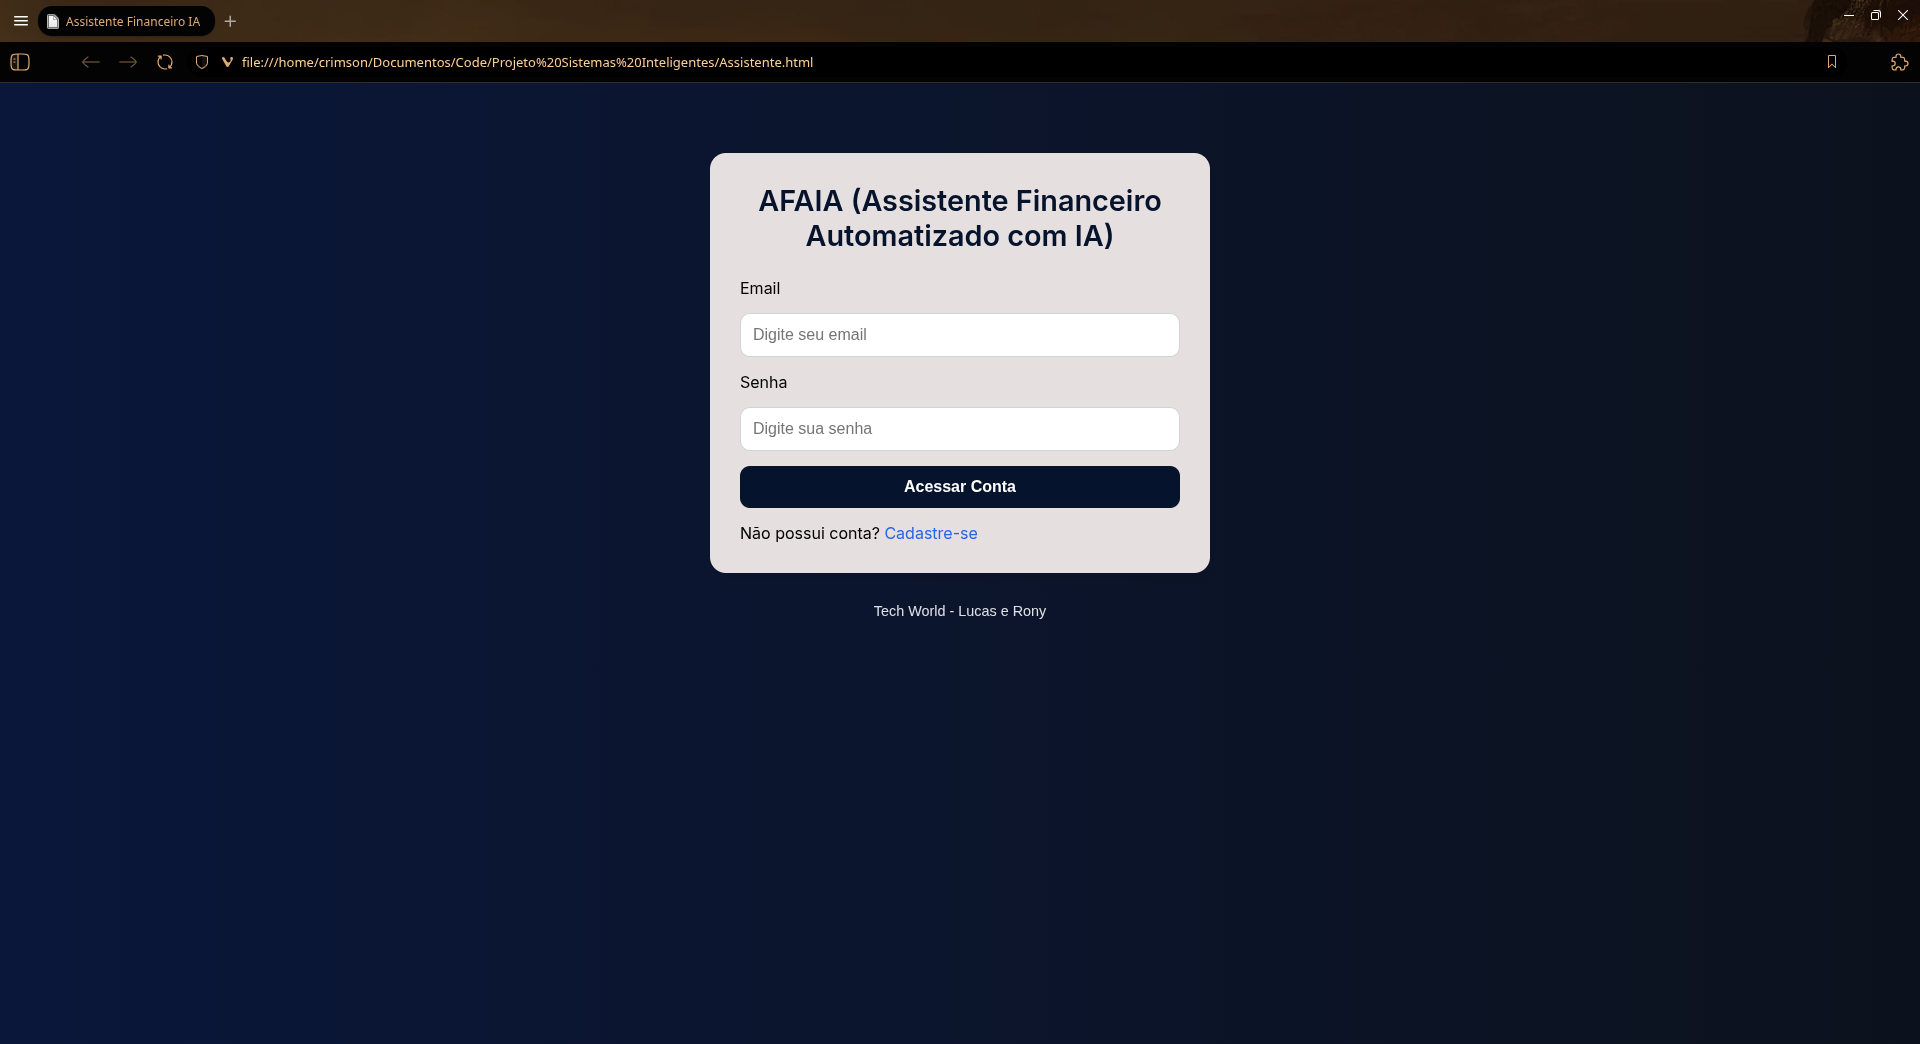 Assistente Financeiro IA
file:///home/crimson/Documentos/Code/Projeto%20Sistemas%20Inteligentes/Assistente.html
AFAIA (Assistente Financeiro
Automatizado com IA)
Email
Digite seu email
Senha
Digite sua senha
Acessar Conta
Não possui conta? Cadastre-se
Tech World - Lucas e Rony